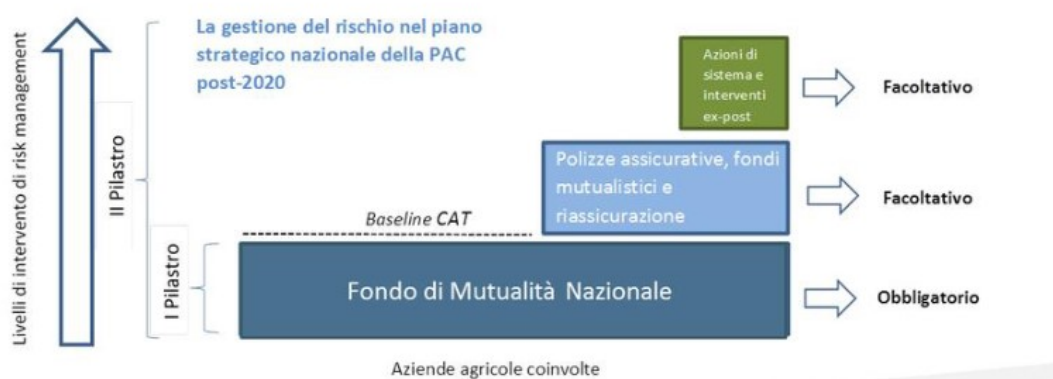 La gestione del rischio nel piano
strategico nazionale della PAC
post-2020
Livelli di intervento di risk management
II Pilastro
I Pilastro
Azioni di
sistema e
interventi
ex-post
Facoltativo
Polizze assicurative, fondi
mutualistici e
riassicurazione
Facoltativo
Baseline CAT
Fondo di Mutualità Nazionale
Obbligatorio
Aziende agricole coinvolte